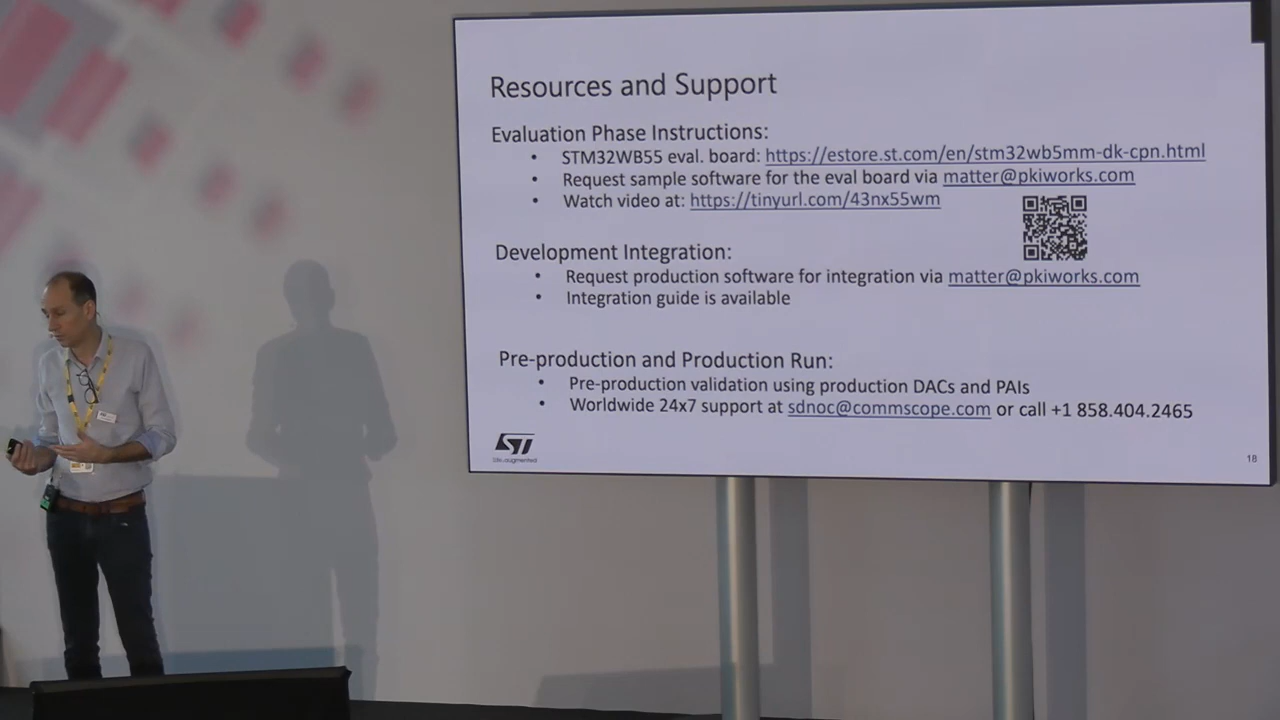 Resources and Support
Evaluation Phase Instructions:
• STM32WB55 eval. board: https://estore.st.com/en/stm32wb5mm-dk-cpn.html
• Request sample software for the eval board via matter@pkiworks.com
• Watch video at: https://tinyurl.com/43nx55wm
Development Integration:
• Request production software for integration via matter@pkiworks.com
• Integration guide is available
Pre-production and Production Run:
• Pre-production validation using production DACs and PAIs
• Worldwide 24x7 support at sdnoc@commscope.com or call +1 858.404.2465
ST
life.augmented
18